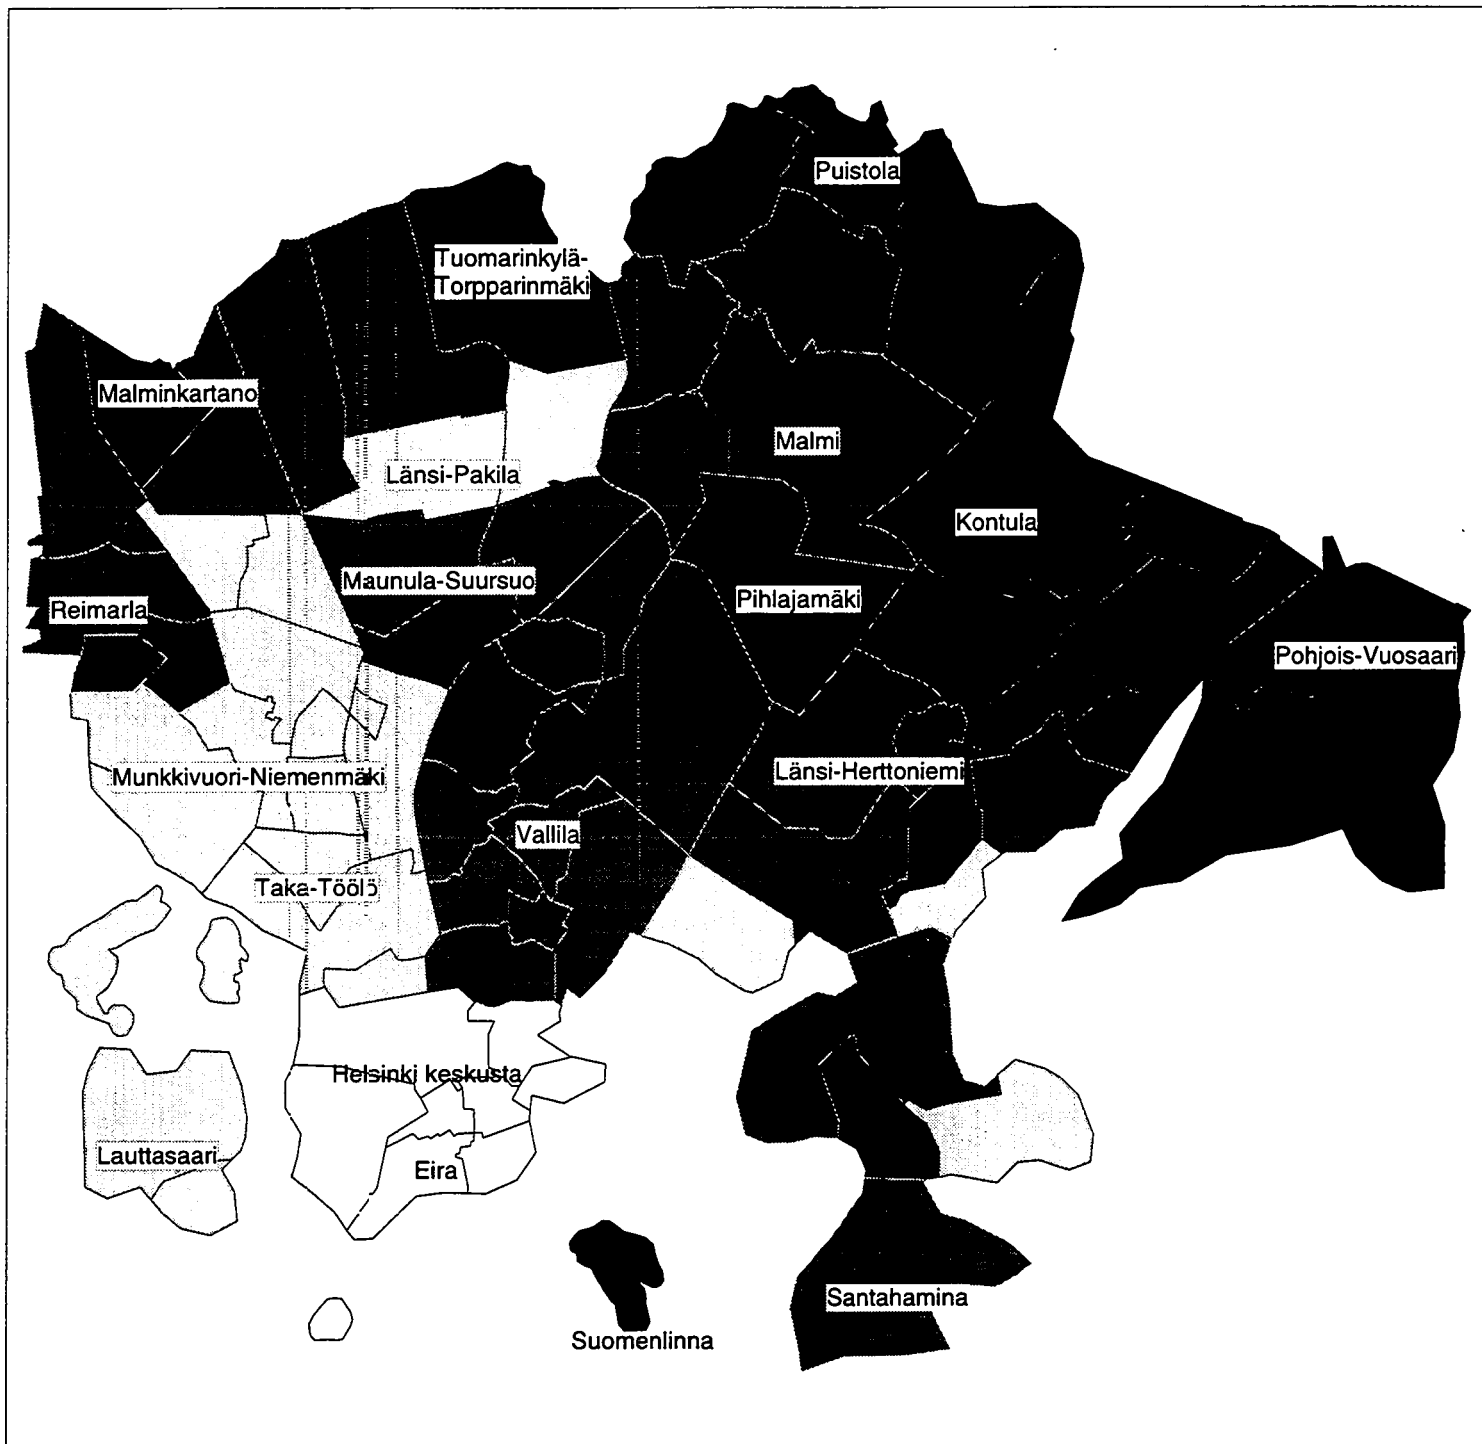 Puistola
Tuomarinkylä-
Torpparinmäki
Malminkartano
Malmi
Länsi-Pakila
Kontula
Maunula-Suursuo
Reimarla
Pihlajamäki
Pohjois-Vuosaari
Munkkivuori-Niemenmäki
Länsi-Herttoniemi
Vallila
Taka-Töölö
Helsinki keskusta
Lauttasaari
Eira
Santahamina
Suomenlinna